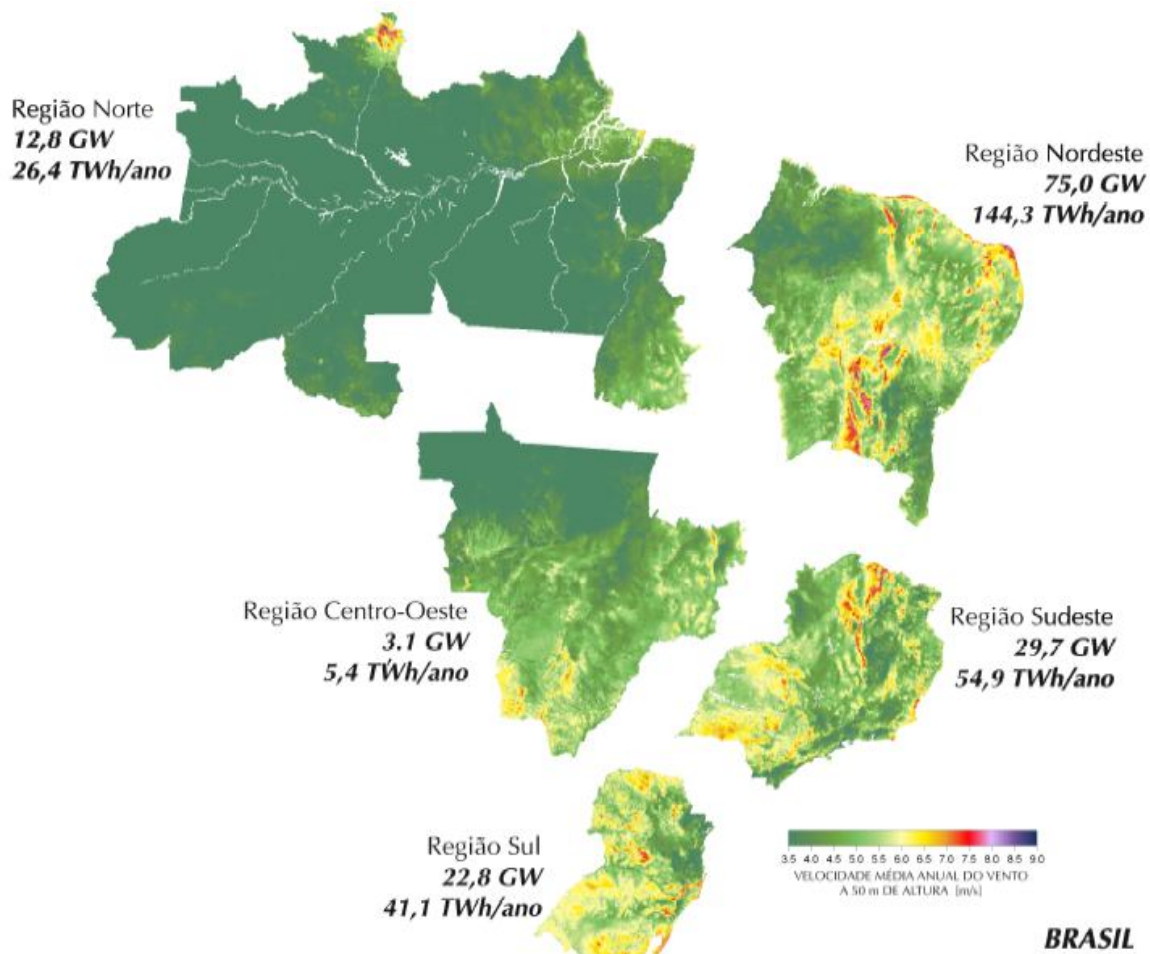 Região Norte
12,8 GW
26,4 TWh/ano
Região Nordeste
75,0 GW
144,3 TWh/ano
Região Centro-Oeste
3.1 GW
5,4 TWh/ano
Região Sudeste
29,7 GW
54,9 TWh/ano
Região Sul
22,8 GW
41,1 TWh/ano
3.5 4.0 4.5 5.0 5.5 6.0 6.5 7.0 7.5 8.0 8.5 9.0
VELOCIDADE MÉDIA ANUAL DO VENTO
A 50 m DE ALTURA [m/s]
BRASIL